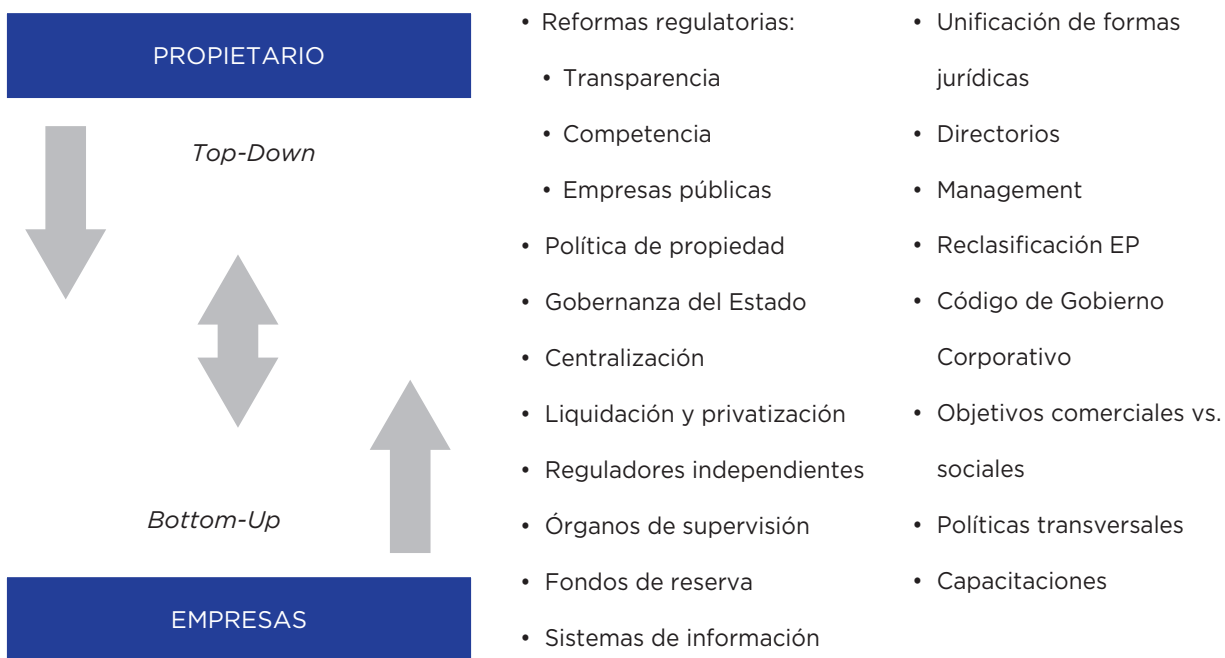 PROPIETARIO
Top-Down
Bottom-Up
EMPRESAS
• Reformas regulatorias:
• Transparencia
• Competencia
• Empresas públicas
• Política de propiedad
• Gobernanza del Estado
• Centralización
• Liquidación y privatización
• Reguladores independientes
• Órganos de supervisión
• Fondos de reserva
• Sistemas de información
• Unificación de formas
jurídicas
• Directorios
• Management
• Reclasificación EP
• Código de Gobierno
Corporativo
• Objetivos comerciales vs.
sociales
• Políticas transversales
• Capacitaciones